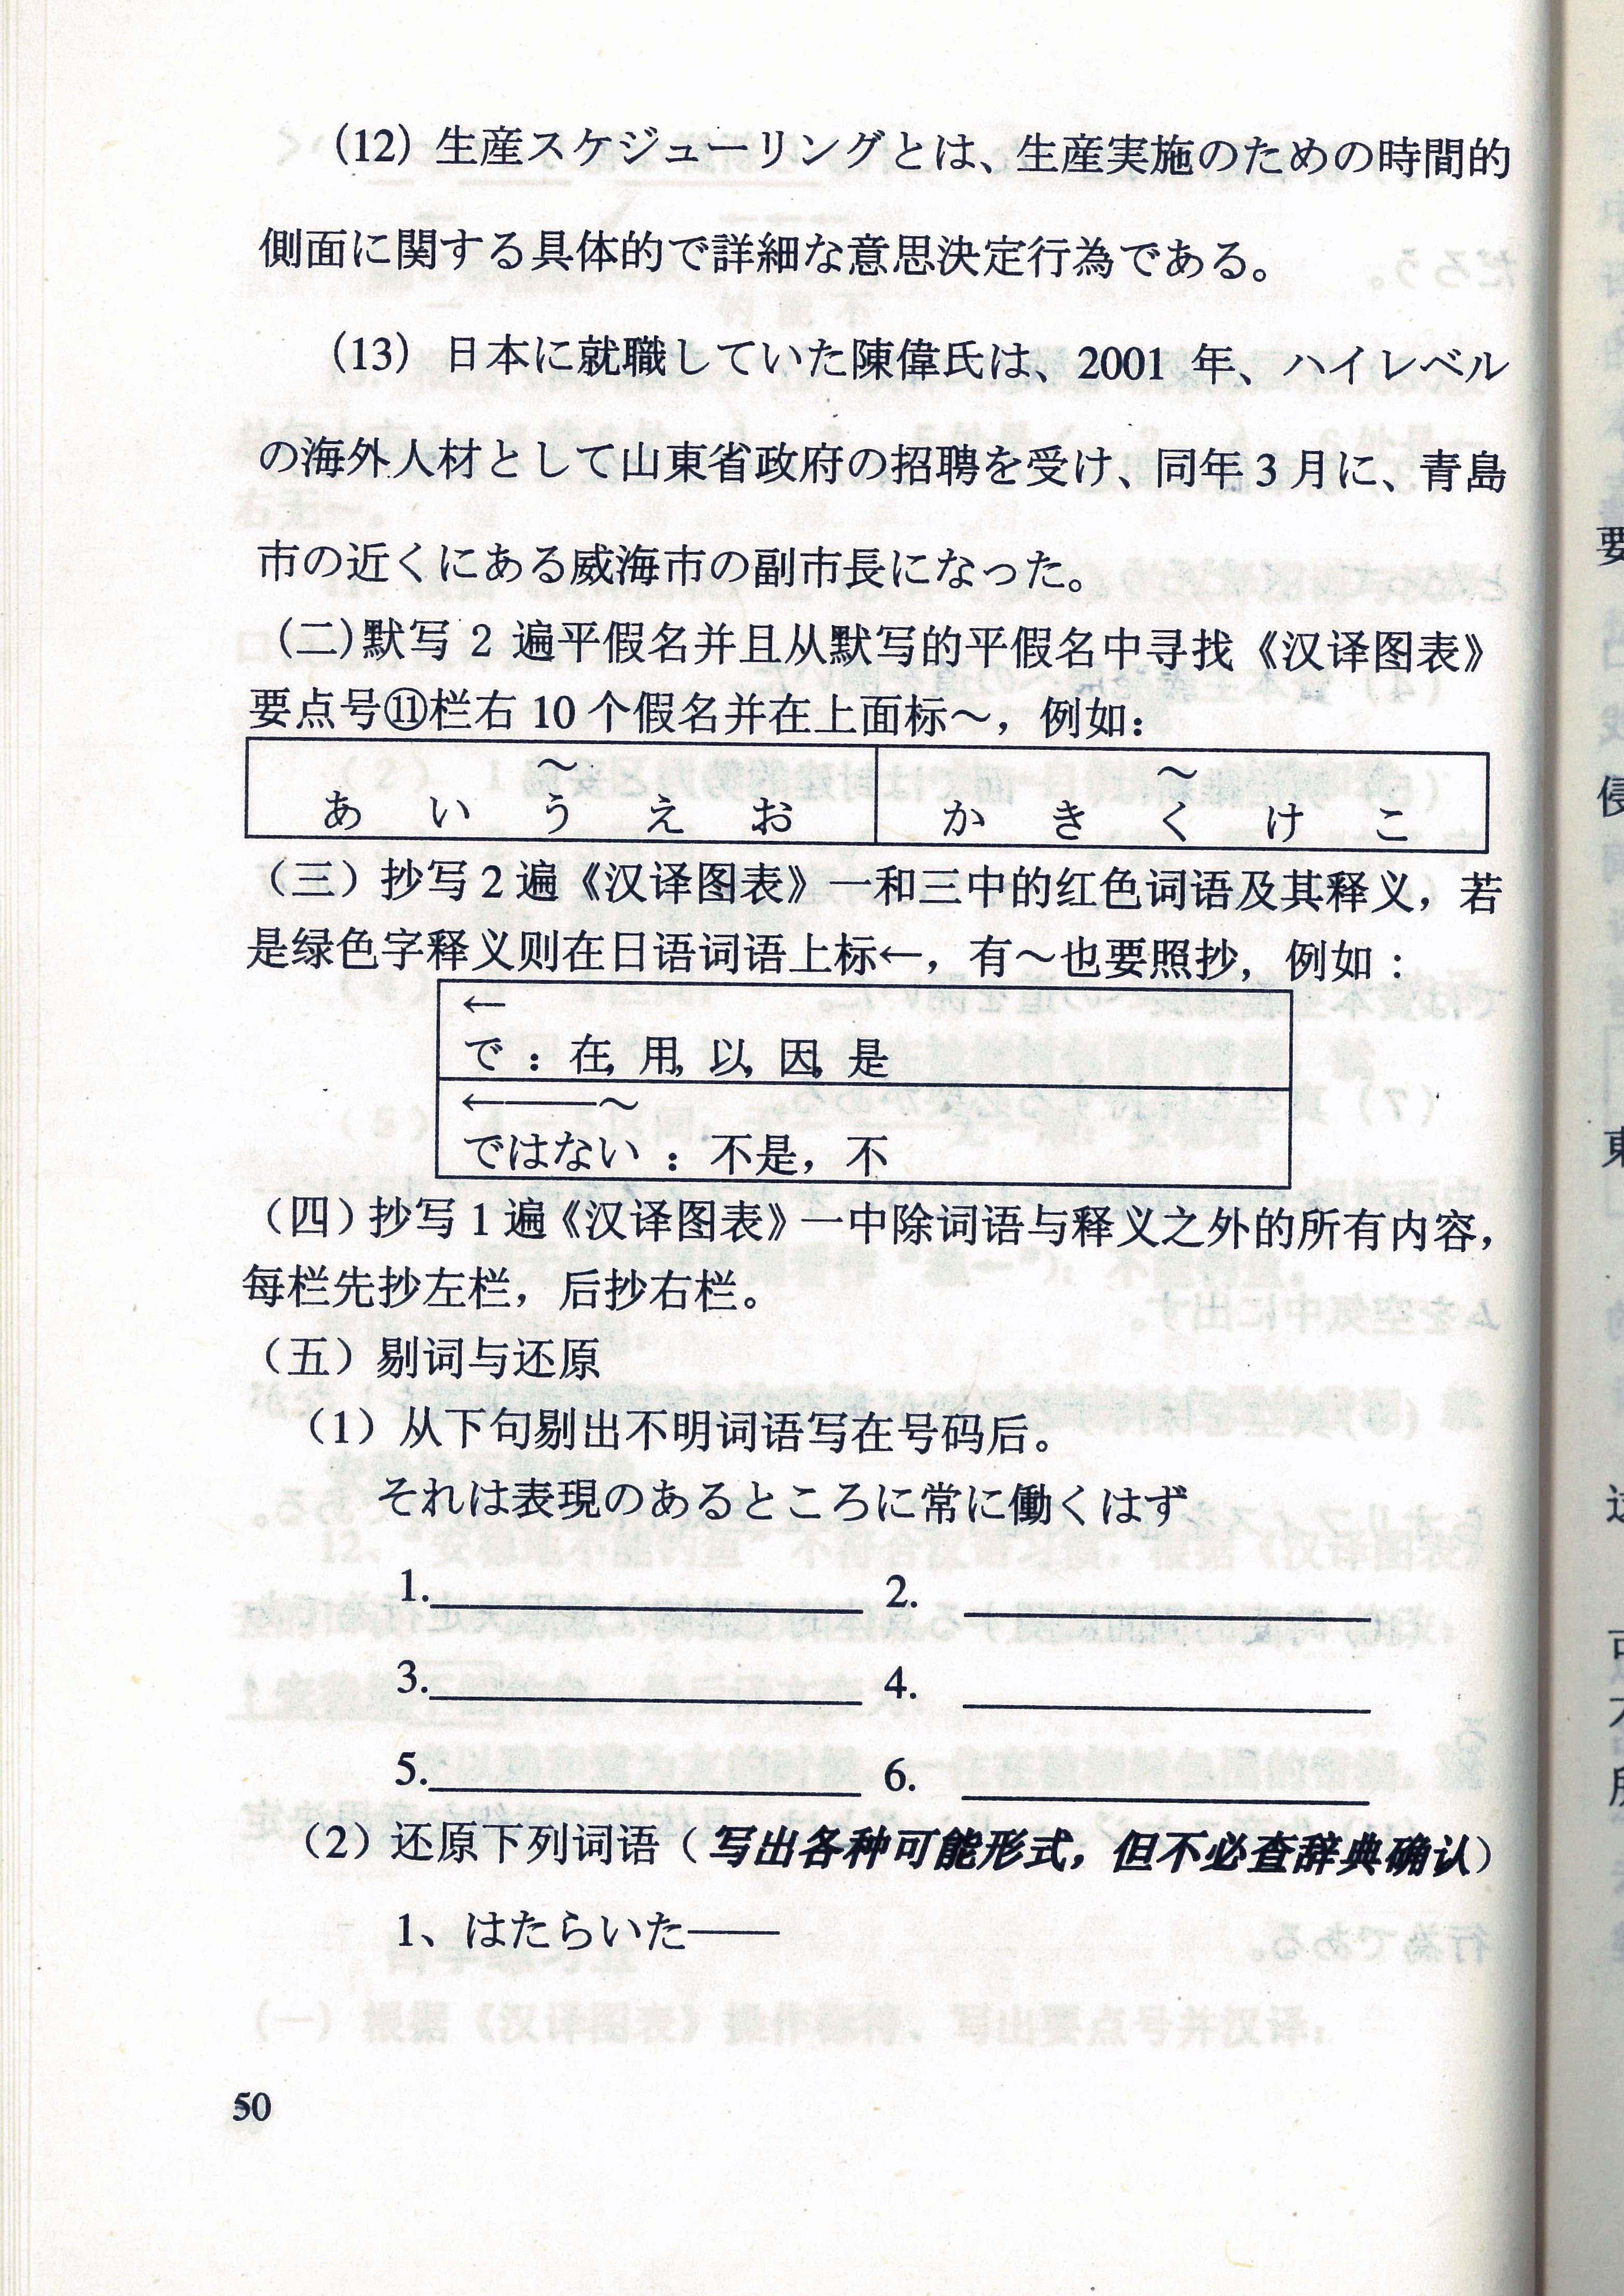 (12) 生産スケジューリングとは、生産実施のための時間的
側面に関する具体的で詳細な意思決定行為である。
(13) 日本に就職していた陳偉氏は、2001 年、ハイレベル
の海外人材として山東省政府の招聘を受け、同年 3 月に、青島
市の近くにある威海市の副市長になった。
(二)默写 2 遍平假名并且从默写的平假名中寻找《汉译图表》
要点号⑪栏右 10 个假名并在上面标～，例如：
～ ～
あ い う え お か き く け こ
（三）抄写 2 遍《汉译图表》一和三中的红色词语及其释义，若
是绿色字释义则在日语词语上标←，有～也要照抄，例如：
←
で ：在, 用, 以, 因, 是
←——～
ではない ：不是，不
（四）抄写 1 遍《汉译图表》一中除词语与释义之外的所有内容，
每栏先抄左栏，后抄右栏。
（五）剔词与还原
（1）从下句剔出不明词语写在号码后。
それは表現のあるところに常に働くはず
1. 2.
3. 4.
5. 6.
（2）还原下列词语（写出各种可能形式，但不必查辞典确认）
1、はたらいた——
50